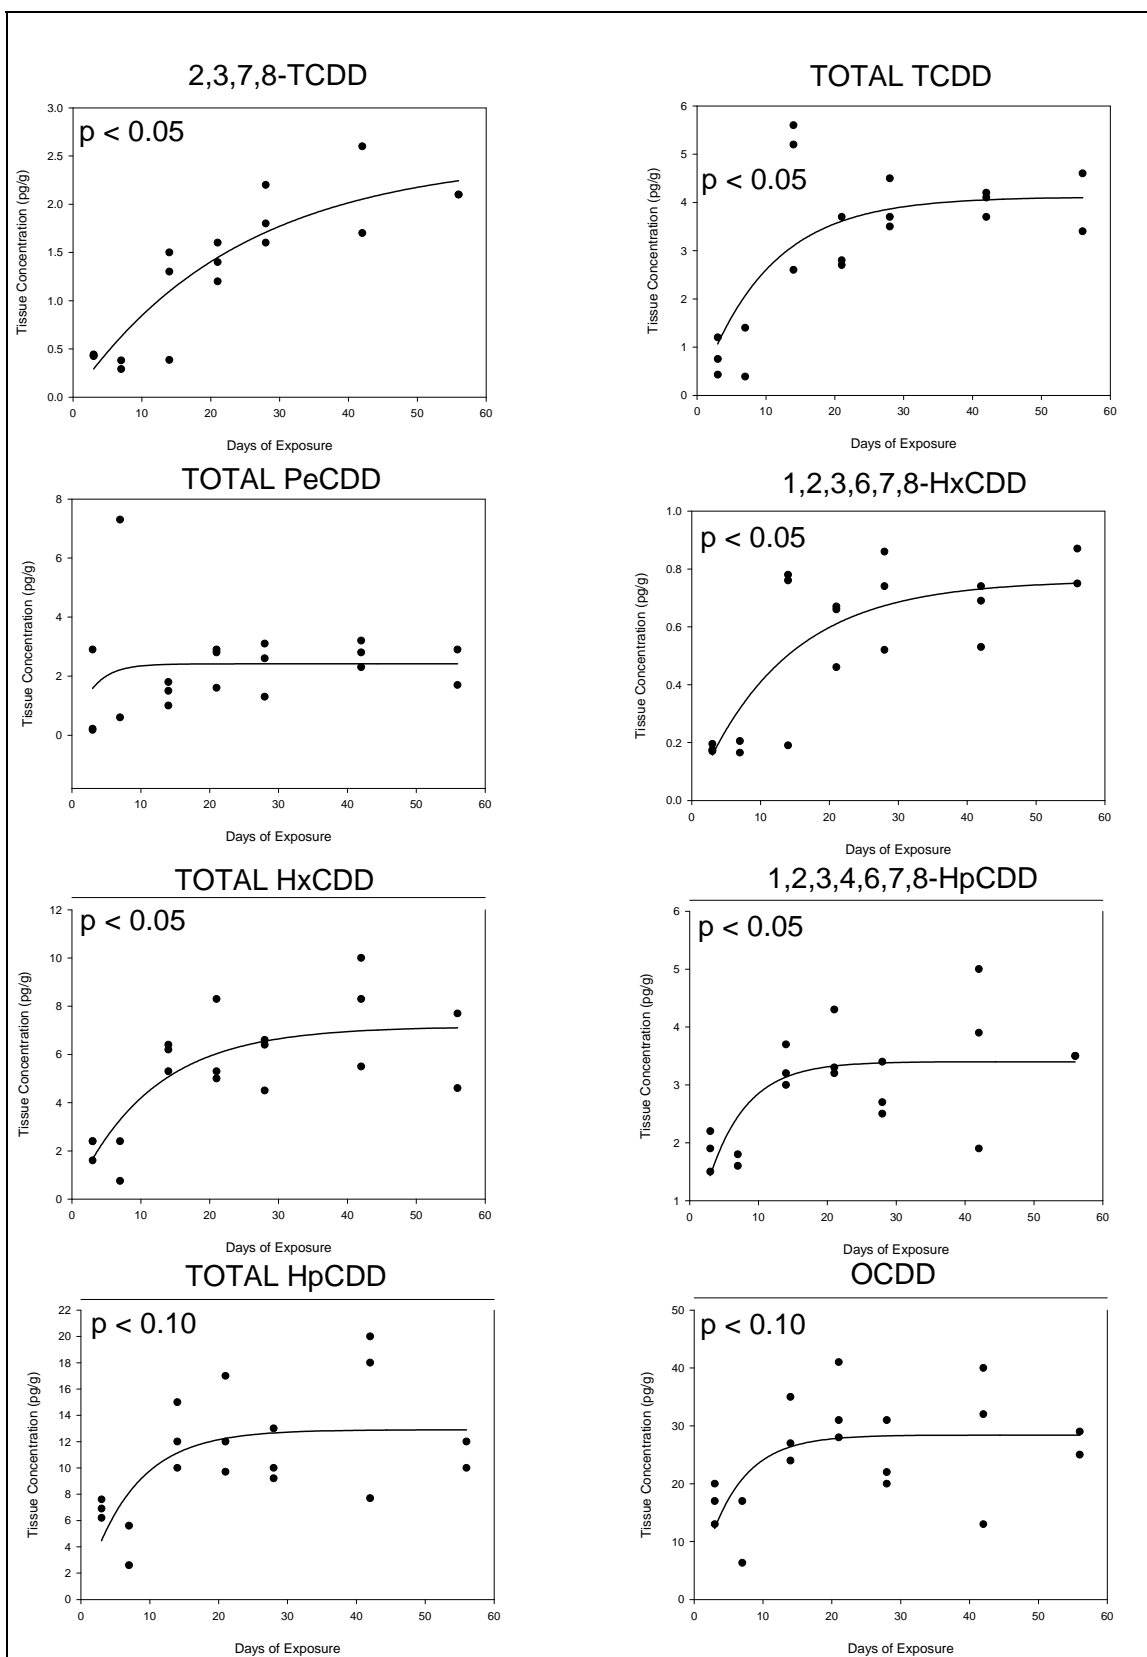 2,3,7,8-TCDD
p < 0.05
Tissue Concentration (pg/g)
3.0
2.5
2.0
1.5
1.0
0.5
0.0
0 10 20 30 40 50 60
Days of Exposure
TOTAL TCDD
p < 0.05
Tissue Concentration (pg/g)
6
5
4
3
2
1
0
0 10 20 30 40 50 60
Days of Exposure
TOTAL PeCDD
Tissue Concentration (pg/g)
8
6
4
2
0
0 10 20 30 40 50 60
Days of Exposure
1,2,3,6,7,8-HxCDD
p < 0.05
Tissue Concentration (pg/g)
1.0
0.8
0.6
0.4
0.2
0.0
0 10 20 30 40 50 60
Days of Exposure
TOTAL HxCDD
p < 0.05
Tissue Concentration (pg/g)
12
10
8
6
4
2
0
0 10 20 30 40 50 60
Days of Exposure
1,2,3,4,6,7,8-HpCDD
p < 0.05
Tissue Concentration (pg/g)
6
5
4
3
2
1
0 10 20 30 40 50 60
Days of Exposure
TOTAL HpCDD
p < 0.10
Tissue Concentration (pg/g)
22
20
18
16
14
12
10
8
6
4
2
0
0 10 20 30 40 50 60
Days of Exposure
OCDD
p < 0.10
Tissue Concentration (pg/g)
50
40
30
20
10
0
0 10 20 30 40 50 60
Days of Exposure